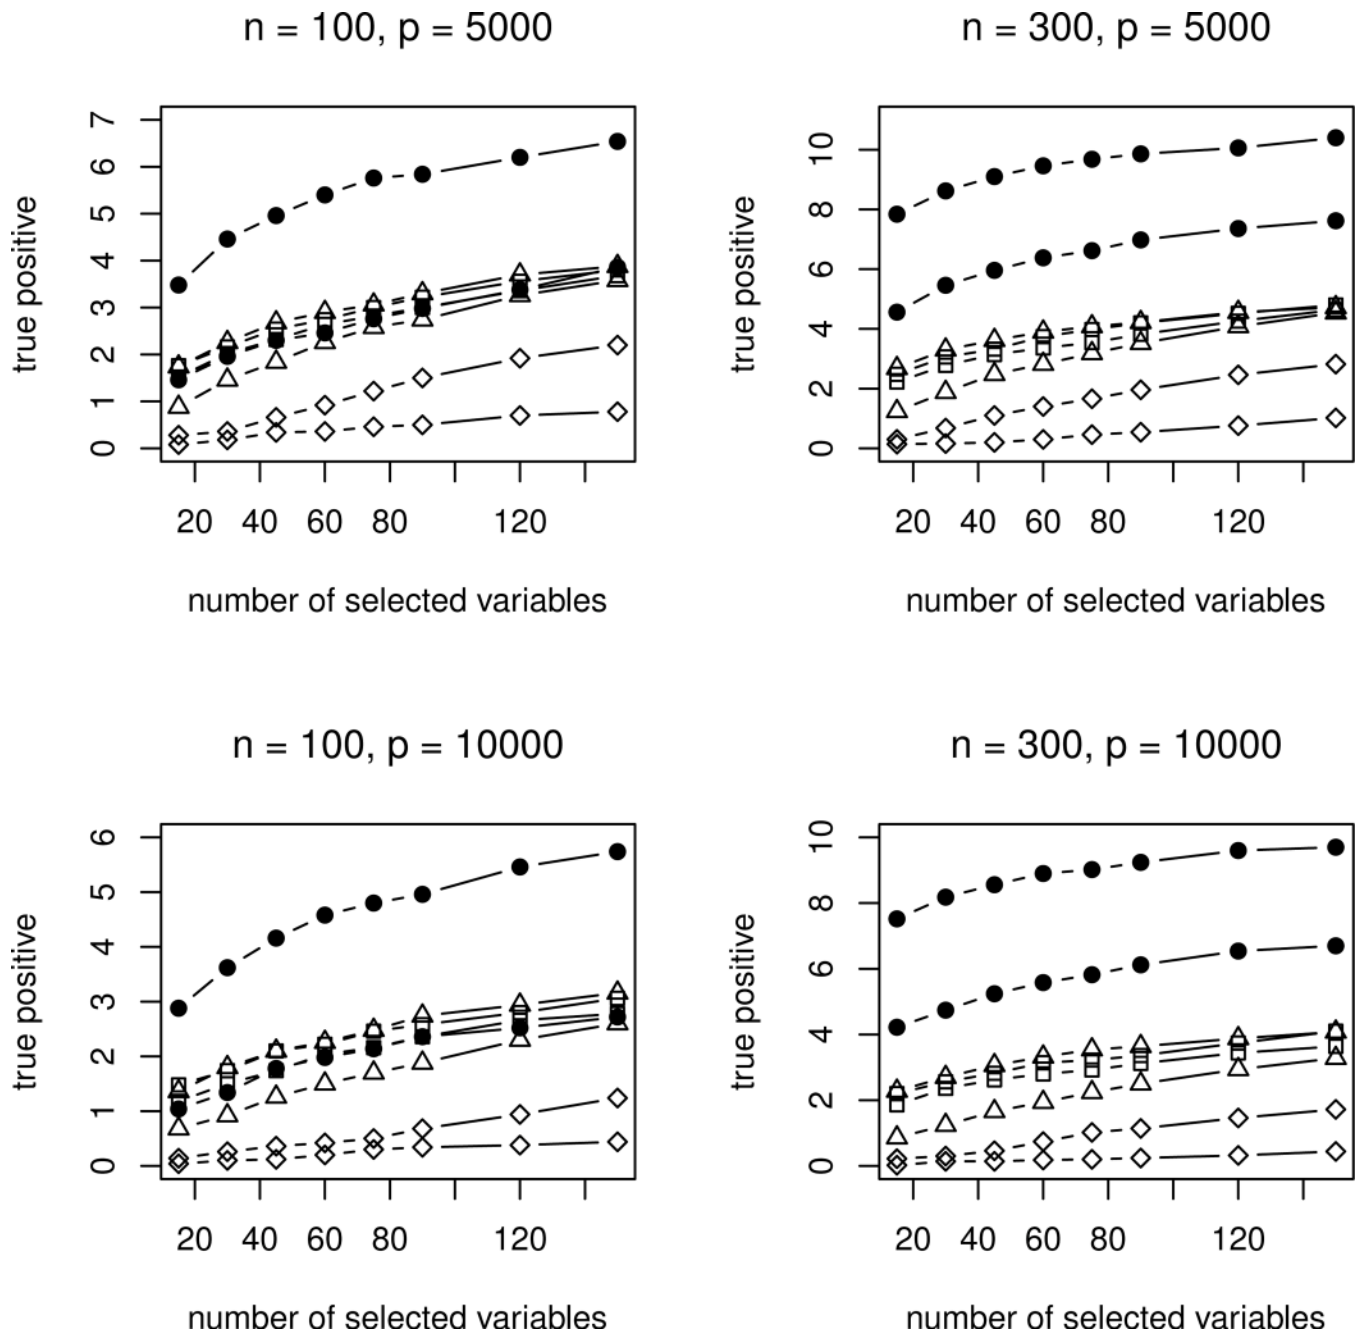 n = 100, p = 5000
true positive
0 1 2 3 4 5 6 7
20 40 60 80 120
number of selected variables
n = 300, p = 5000
true positive
0 2 4 6 8 10
20 40 60 80 120
number of selected variables
n = 100, p = 10000
true positive
0 1 2 3 4 5 6
20 40 60 80 120
number of selected variables
n = 300, p = 10000
true positive
0 2 4 6 8 10
20 40 60 80 120
number of selected variables